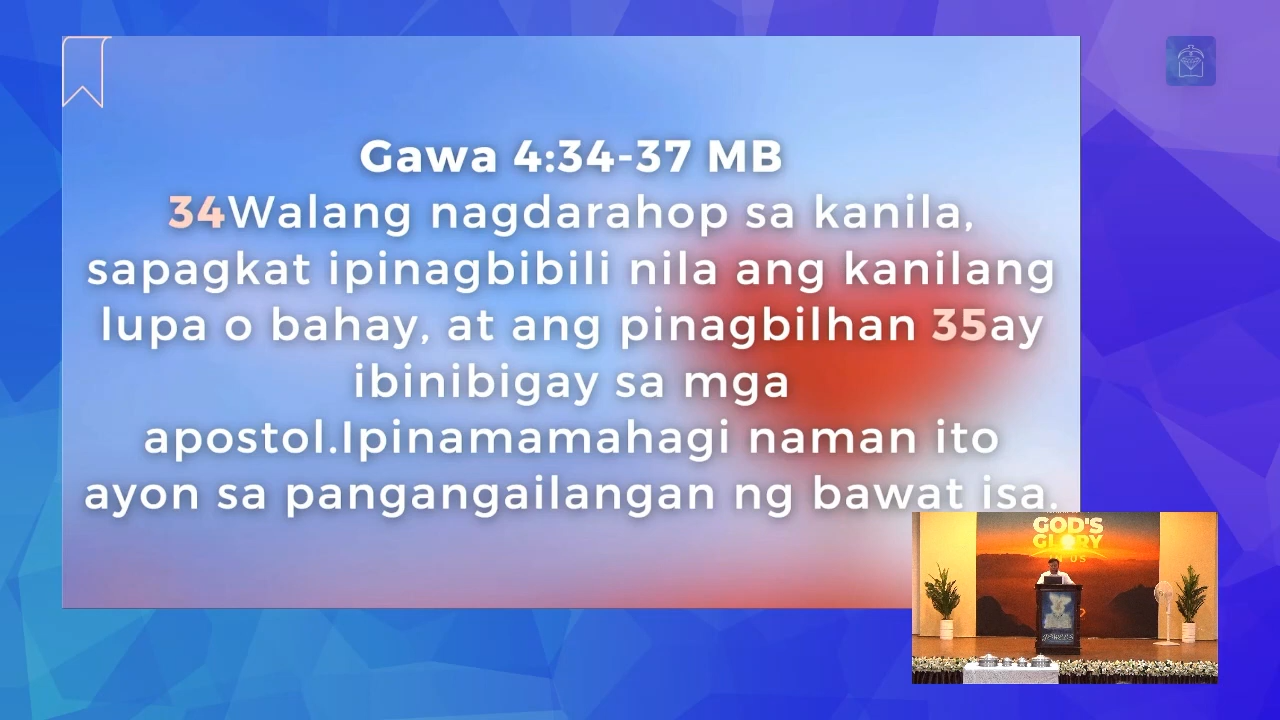 Gawa 4:34-37 MB
34Walang nagdarahop sa kanila,
sapagkat ipinagbibili nila ang kanilang
lupa o bahay, at ang pinagbilhan 35ay
ibinibigay sa mga
apostol.Ipinamamahagi naman ito
ayon sa pangangailangan ng bawat isa.
GOD'S
GLORY
US